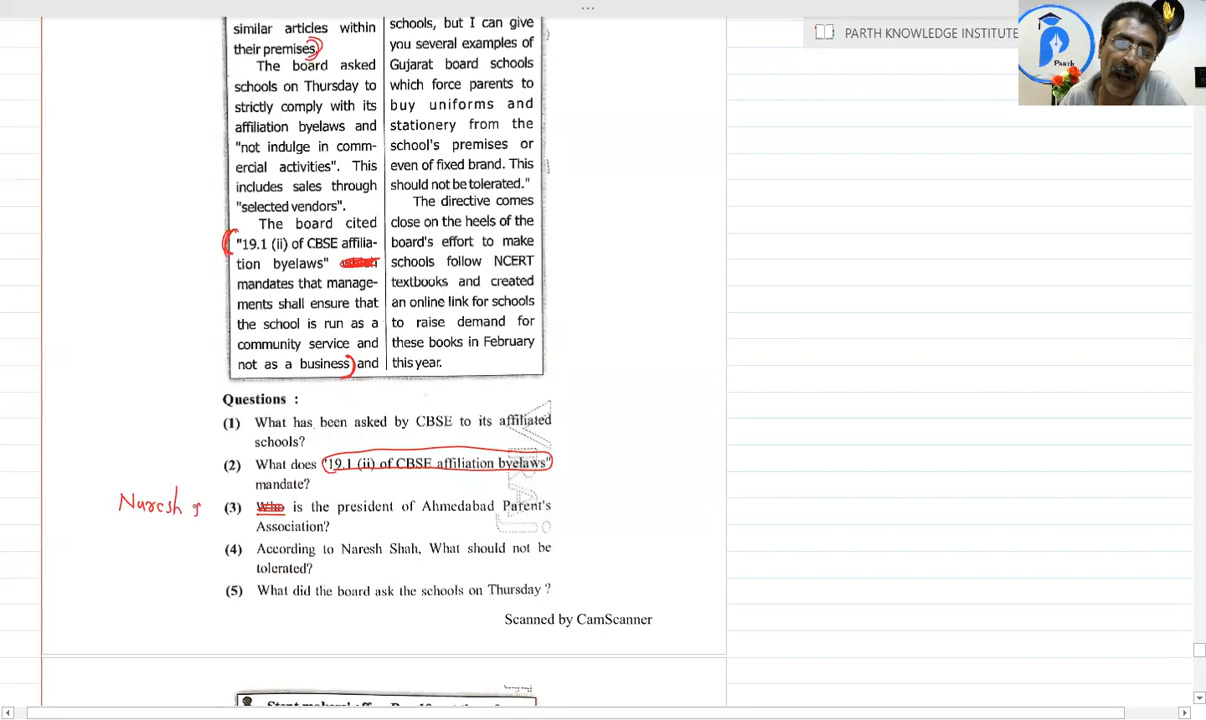 similar articles within
their premises
The board asked
schools on Thursday to
strictly comply with its
affiliation byelaws and
"not indulge in comm-
ercial activities". This
includes sales through
"selected vendors".
The board cited
"19.1 (ii) of CBSE affilia-
tion byelaws" which
mandates that manage-
ments shall ensure that
the school is run as a
community service and
not as a business and
schools, but I can give
you several examples of
Gujarat board schools
which force parents to
buy uniforms and
stationery from the
school's premises or
even of fixed brand. This
should not be tolerated."
The directive comes
close on the heels of the
board's effort to make
schools follow NCERT
textbooks and created
an online link for schools
to raise demand for
these books in February
this year.
Questions :
(1) What has been asked by CBSE to its affiliated
schools?
(2) What does "19.1 (ii) of CBSE affiliation byelaws"
mandate?
(3) Who is the president of Ahmedabad Parent's
Association?
(4) According to Naresh Shah, What should not be
tolerated?
(5) What did the board ask the schools on Thursday ?
Naresh
VIRAJ
Scanned by CamScanner
PARTH KNOWLEDGE INSTITUTE
Parth